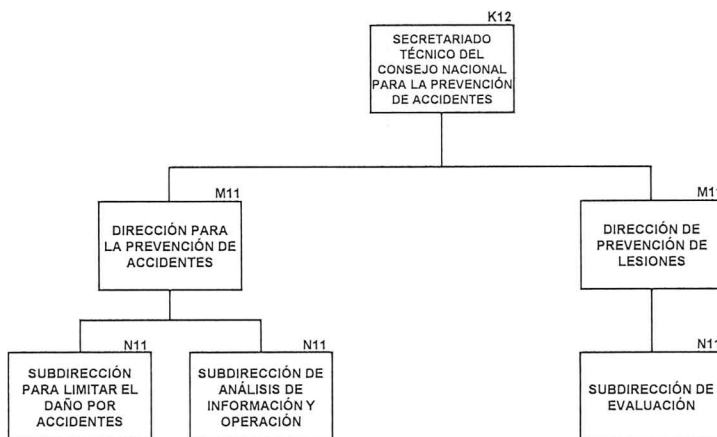 K12
SECRETARIADO
TÉCNICO DEL
CONSEJO NACIONAL
PARA LA PREVENCIÓN
DE ACCIDENTES
M11
DIRECCIÓN PARA
LA PREVENCIÓN DE
ACCIDENTES
M11
DIRECCIÓN DE
PREVENCIÓN DE
LESIONES
N11
SUBDIRECCIÓN
PARA LIMITAR EL
DAÑO POR
ACCIDENTES
N11
SUBDIRECCIÓN DE
ANÁLISIS DE
INFORMACIÓN Y
OPERACIÓN
N11
SUBDIRECCIÓN DE
EVALUACIÓN